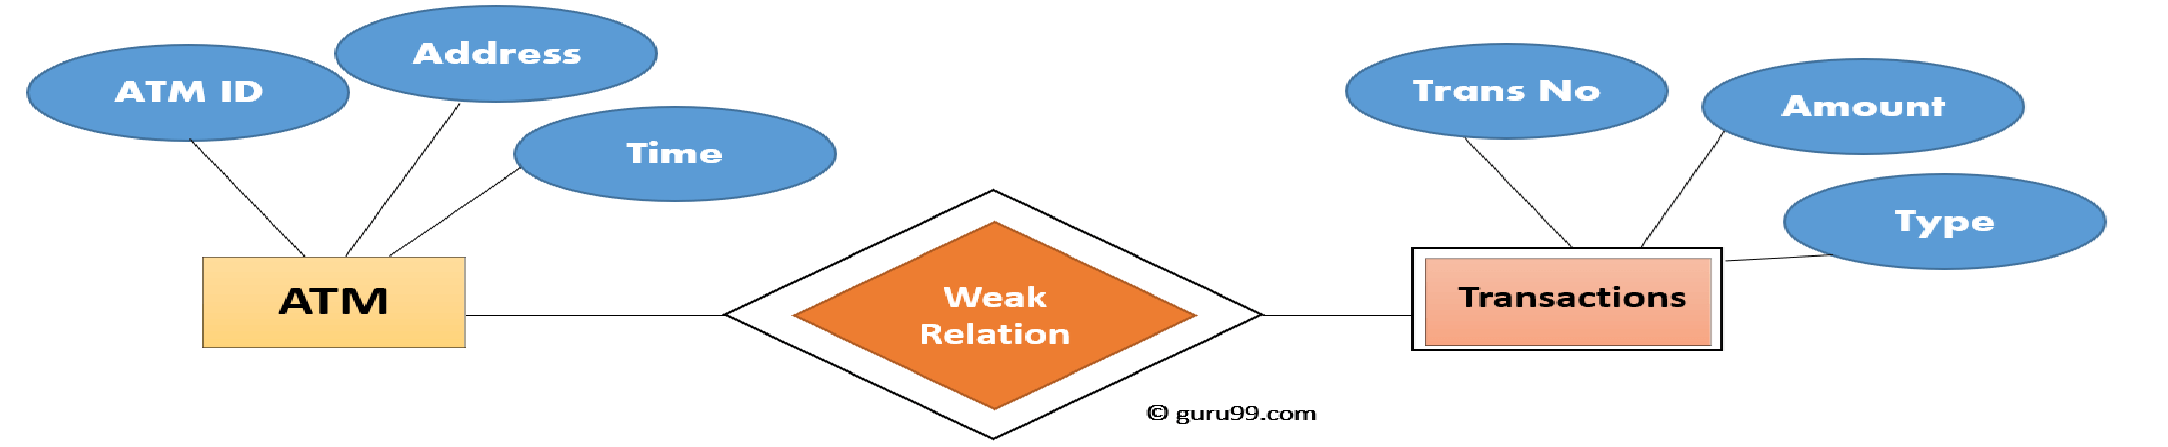 Address
ATM ID
Time
Trans No
Amount
Type
ATM
Weak
Relation
Transactions
© guru99.com